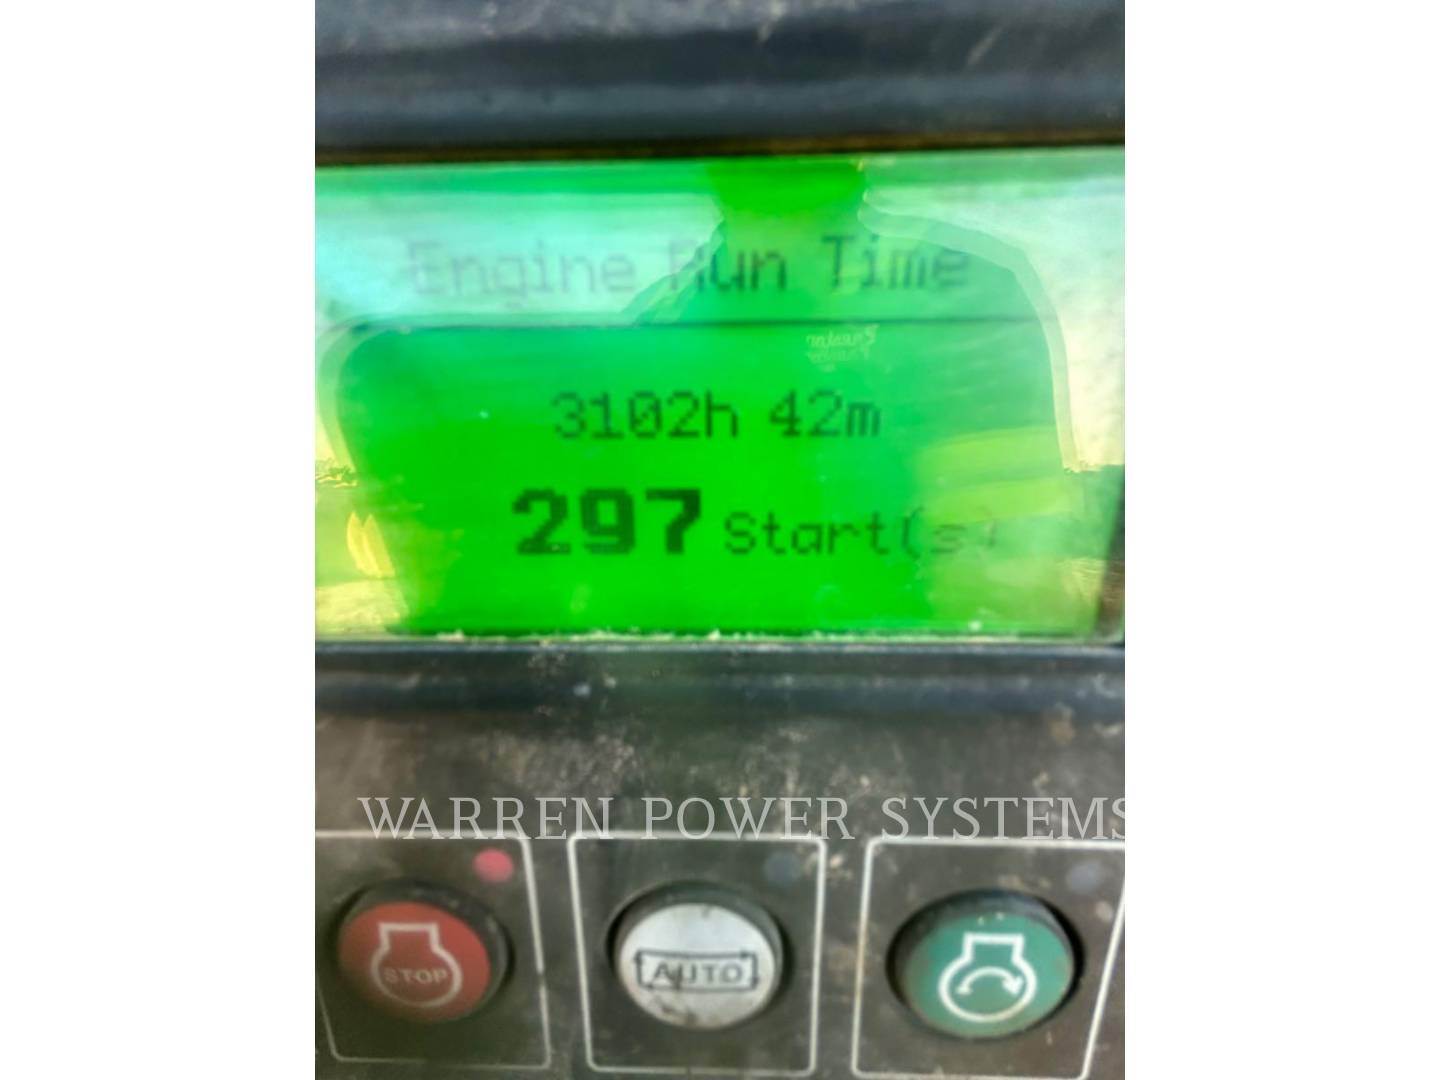 Engine Run Time
3102h 42m
297 Start(s)
WARREN POWER SYSTEMS
STOP
AUTO